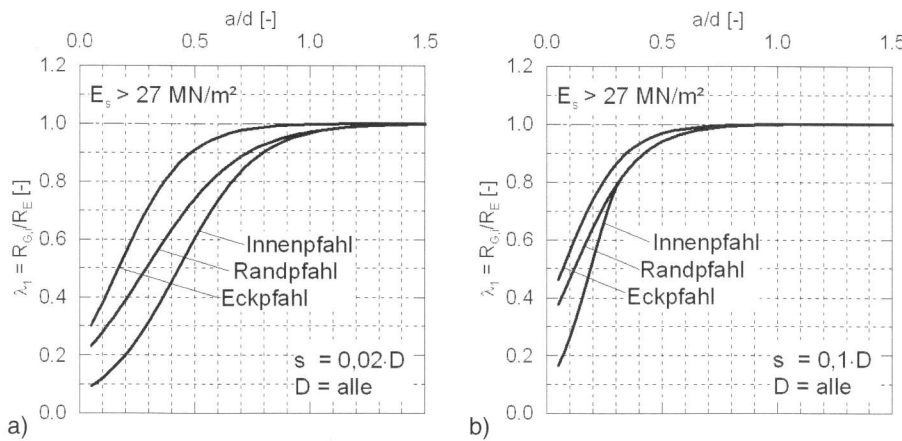 a/d [-]
0.0 0.5 1.0 1.5
1.2
1.0
0.8
0.6
0.4
0.2
0.0
λ₁ = R_G,i/R_E [-]
E_s > 27 MN/m²
Innenpfahl
Randpfahl
Eckpfahl
s = 0,02·D
D = alle
a)
a/d [-]
0.0 0.5 1.0 1.5
1.2
1.0
0.8
0.6
0.4
0.2
0.0
λ₁ = R_G,i/R_E [-]
E_s > 27 MN/m²
Innenpfahl
Randpfahl
Eckpfahl
s = 0,1·D
D = alle
b)